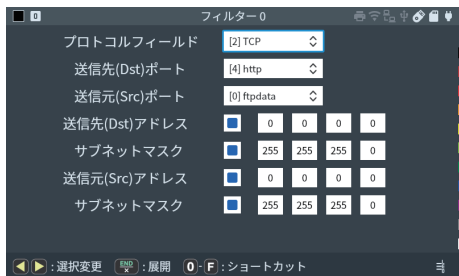 0 フィルター 0
プロトコルフィールド [2] TCP
送信先(Dst)ポート [4] http
送信元(Src)ポート [0] ftpdata
送信先(Dst)アドレス 0 0 0 0
サブネットマスク 255 255 255 0
送信元(Src)アドレス 0 0 0 0
サブネットマスク 255 255 255 0
:選択変更 END × :展開 0-F :ショートカット